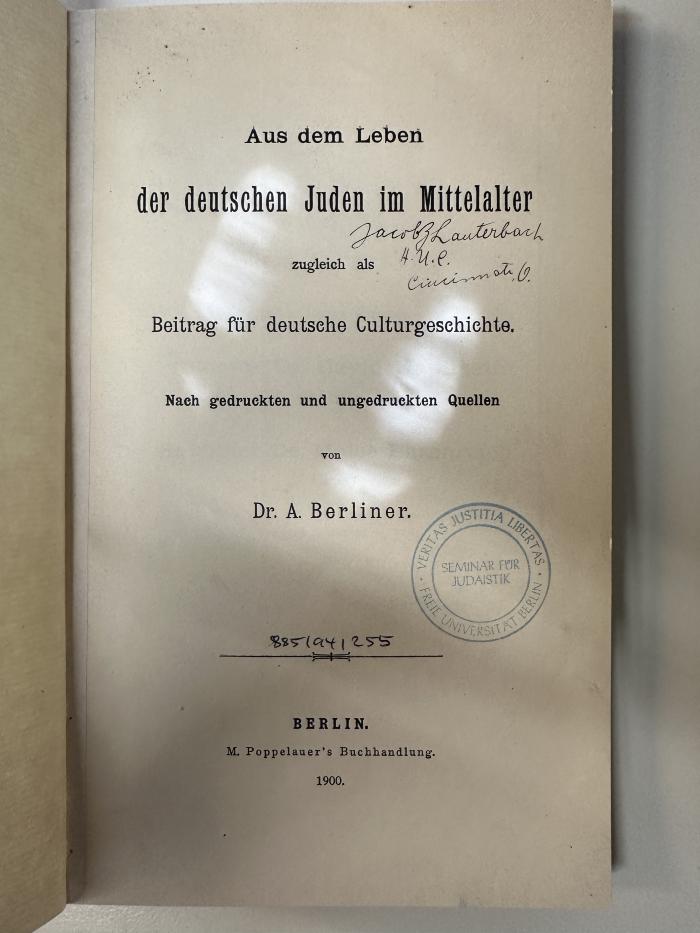 Aus dem Leben
der deutschen Juden im Mittelalter
Jacob Z Lauterbach
zugleich als
H. U. C.
Cincinnati, O.
Beitrag für deutsche Culturgeschichte.
Nach gedruckten und ungedruckten Quellen
von
Dr. A. Berliner.
VERITAS JUSTITIA LIBERTAS
SEMINAR FÜR
JUDAISTIK
FREIE UNIVERSITÄT BERLIN
885/94/255
BERLIN.
M. Poppelauer's Buchhandlung.
1900.